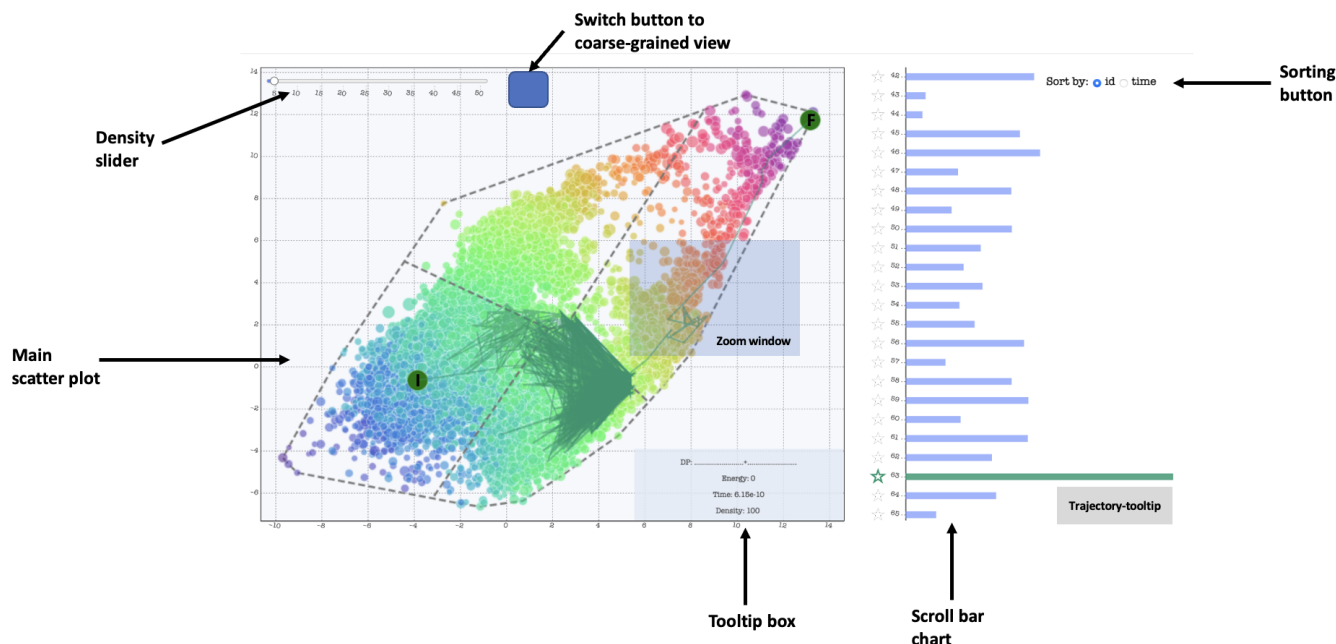 Switch button to
coarse-grained view
Sorting
button
Density
slider
Main
scatter plot
14
12
10
8
6
4
2
0
-2
-4
-6
5 10 15 20 25 30 35 40 45 50
F
I
Zoom window
DP: ........................+........................
Energy: 0
Time: 6.15e-10
Density: 100
-10 -8 -6 -4 -2 0 2 4 6 8 10 12 14
Sort by: id time
42
43
44
45
46
47
48
49
50
51
52
53
54
55
56
57
58
59
60
61
62
63
64
65
Trajectory-tooltip
Tooltip box
Scroll bar
chart